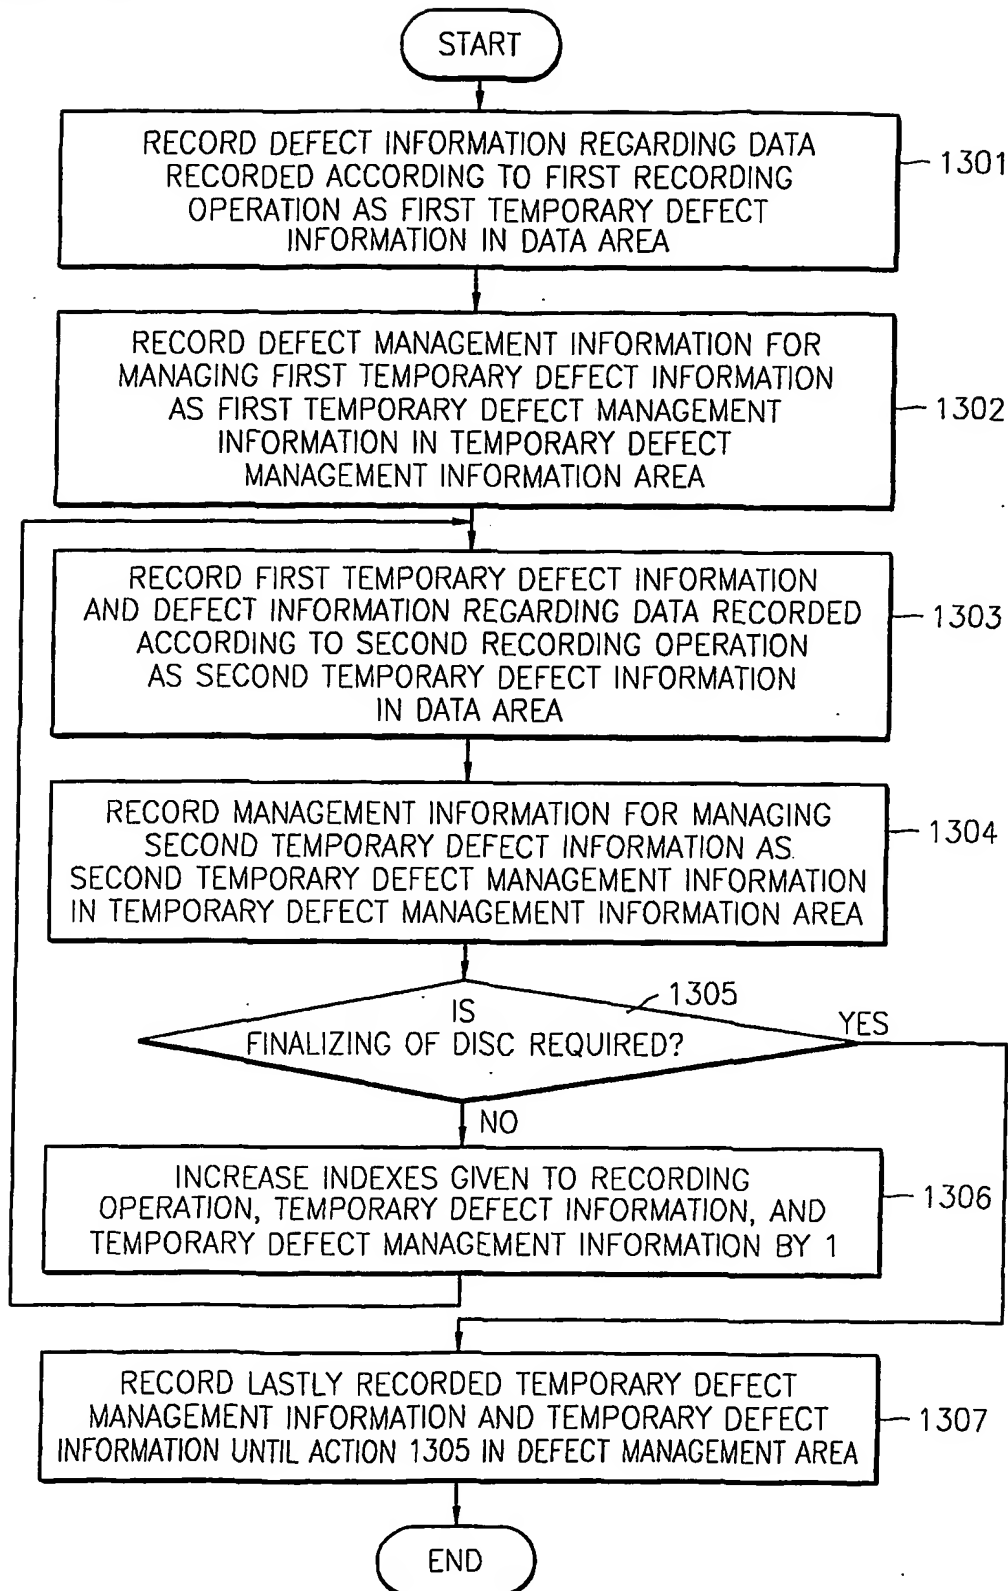 START
RECORD DEFECT INFORMATION REGARDING DATA
RECORDED ACCORDING TO FIRST RECORDING
OPERATION AS FIRST TEMPORARY DEFECT
INFORMATION IN DATA AREA
1301
RECORD DEFECT MANAGEMENT INFORMATION FOR
MANAGING FIRST TEMPORARY DEFECT INFORMATION
AS FIRST TEMPORARY DEFECT MANAGEMENT
INFORMATION IN TEMPORARY DEFECT
MANAGEMENT INFORMATION AREA
1302
RECORD FIRST TEMPORARY DEFECT INFORMATION
AND DEFECT INFORMATION REGARDING DATA RECORDED
ACCORDING TO SECOND RECORDING OPERATION
AS SECOND TEMPORARY DEFECT INFORMATION
IN DATA AREA
1303
RECORD MANAGEMENT INFORMATION FOR MANAGING
SECOND TEMPORARY DEFECT INFORMATION AS
SECOND TEMPORARY DEFECT MANAGEMENT INFORMATION
IN TEMPORARY DEFECT MANAGEMENT INFORMATION AREA
1304
IS
FINALIZING OF DISC REQUIRED?
1305
YES
NO
INCREASE INDEXES GIVEN TO RECORDING
OPERATION, TEMPORARY DEFECT INFORMATION, AND
TEMPORARY DEFECT MANAGEMENT INFORMATION BY 1
1306
RECORD LASTLY RECORDED TEMPORARY DEFECT
MANAGEMENT INFORMATION AND TEMPORARY DEFECT
INFORMATION UNTIL ACTION 1305 IN DEFECT MANAGEMENT AREA
1307
END